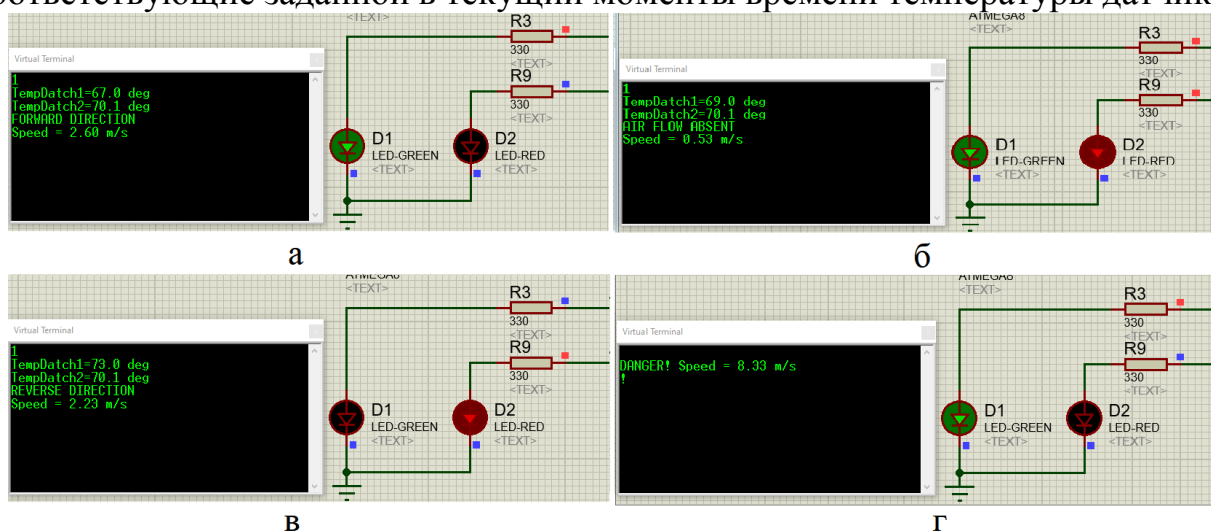 ответствующие заданной в текущий моменты времени температуры датчик
<TEXT>
R3
330
<TEXT>
R9
330
<TEXT>
Virtual Terminal
1
TempDatch1=67.0 deg
TempDatch2=70.1 deg
FORWARD DIRECTION
Speed = 2.60 m/s
D1
LED-GREEN
<TEXT>
D2
LED-RED
<TEXT>
а
ATMEGA8
<TEXT>
R3
330
<TEXT>
R9
330
<TEXT>
Virtual Terminal
1
TempDatch1=69.0 deg
TempDatch2=70.1 deg
AIR FLOW ABSENT
Speed = 0.53 m/s
D1
LED-GREEN
<TEXT>
D2
LED-RED
<TEXT>
б
ATMEGA8
<TEXT>
R3
330
<TEXT>
R9
330
<TEXT>
Virtual Terminal
1
TempDatch1=73.0 deg
TempDatch2=70.1 deg
REVERSE DIRECTION
Speed = 2.23 m/s
D1
LED-GREEN
<TEXT>
D2
LED-RED
<TEXT>
в
ATMEGA8
<TEXT>
R3
330
<TEXT>
R9
330
<TEXT>
Virtual Terminal
DANGER! Speed = 8.33 m/s
!
D1
LED-GREEN
<TEXT>
D2
LED-RED
<TEXT>
г